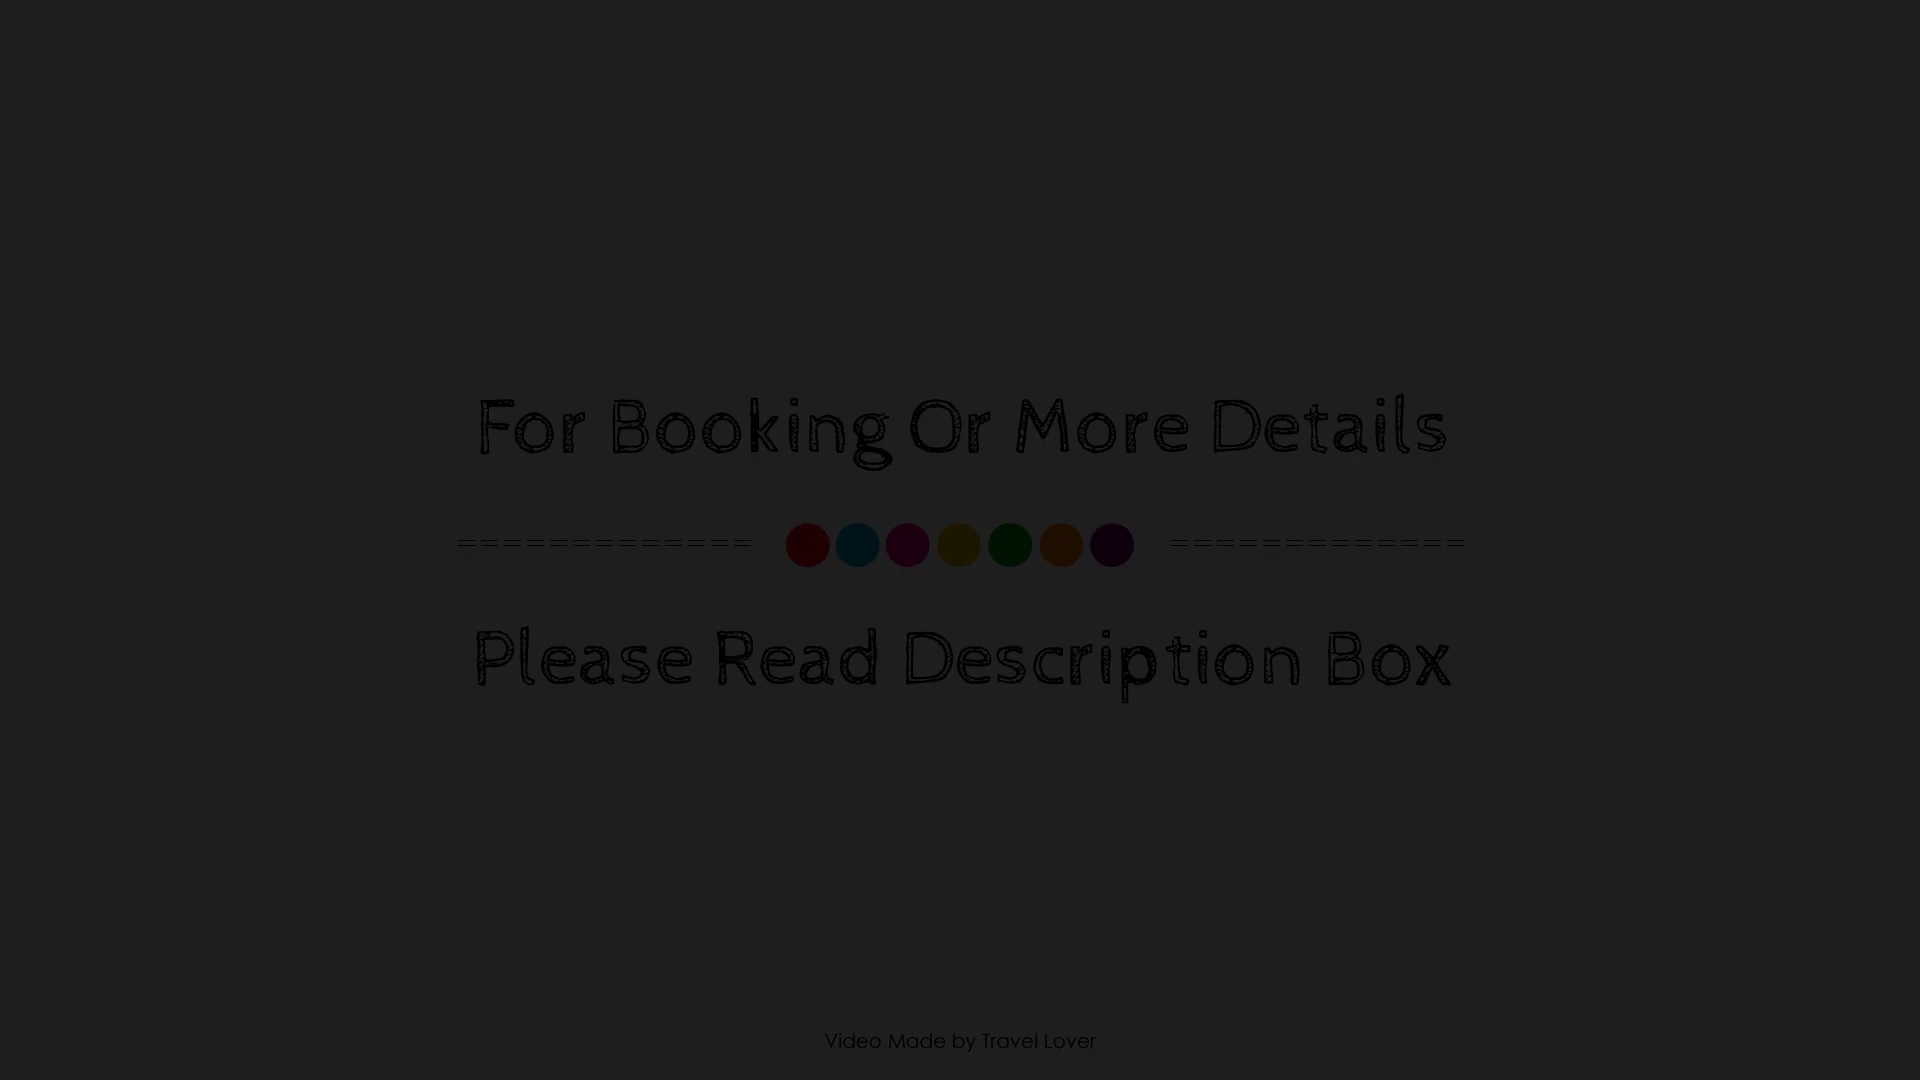 For Booking Or More Details
============= =============
Please Read Description Box
Video Made by Travel Lover